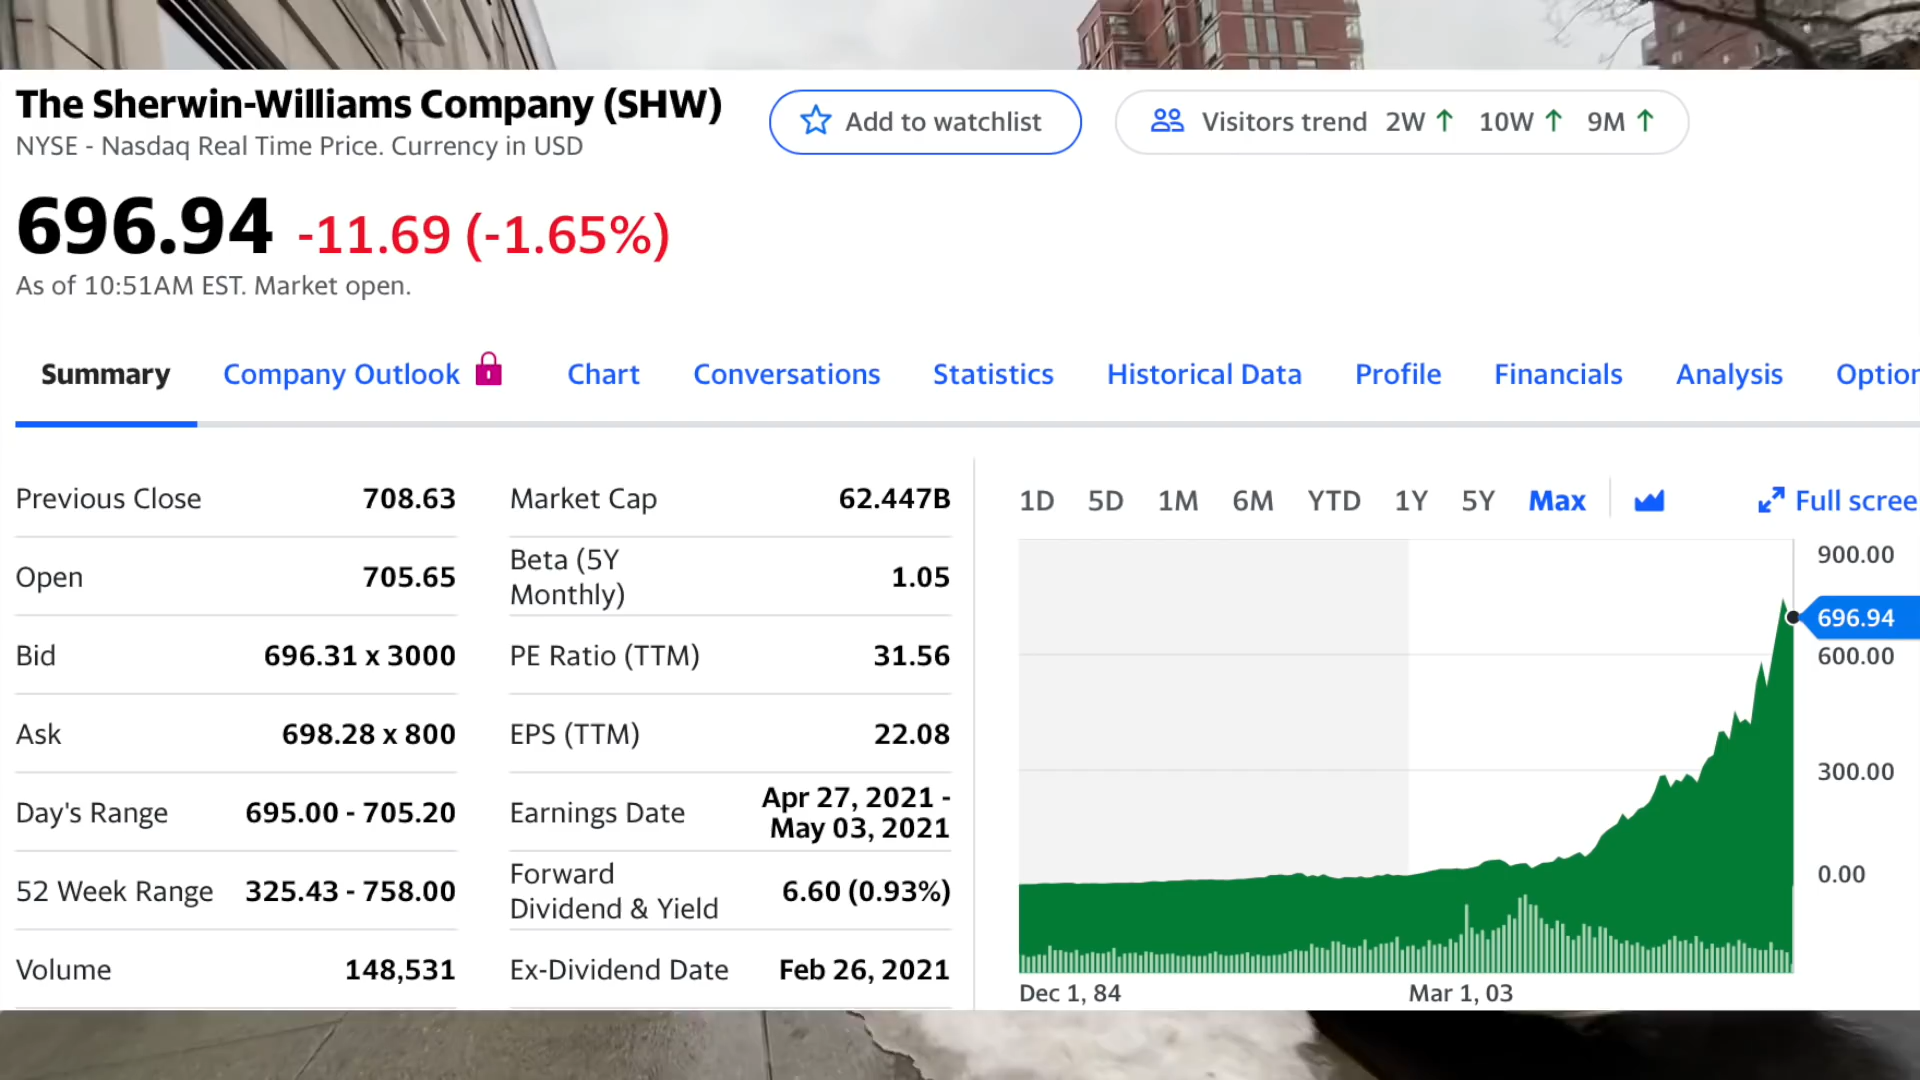 The Sherwin-Williams Company (SHW)
NYSE - Nasdaq Real Time Price. Currency in USD
Add to watchlist
Visitors trend 2W ↑ 10W ↑ 9M ↑
696.94 -11.69 (-1.65%)
As of 10:51AM EST. Market open.
Summary Company Outlook Chart Conversations Statistics Historical Data Profile Financials Analysis Option
Previous Close 708.63
Open 705.65
Bid 696.31 x 3000
Ask 698.28 x 800
Day's Range 695.00 - 705.20
52 Week Range 325.43 - 758.00
Volume 148,531
Market Cap 62.447B
Beta (5Y
Monthly) 1.05
PE Ratio (TTM) 31.56
EPS (TTM) 22.08
Earnings Date Apr 27, 2021 -
May 03, 2021
Forward
Dividend & Yield 6.60 (0.93%)
Ex-Dividend Date Feb 26, 2021
1D 5D 1M 6M YTD 1Y 5Y Max Full scree
900.00
696.94
600.00
300.00
0.00
Dec 1, 84 Mar 1, 03